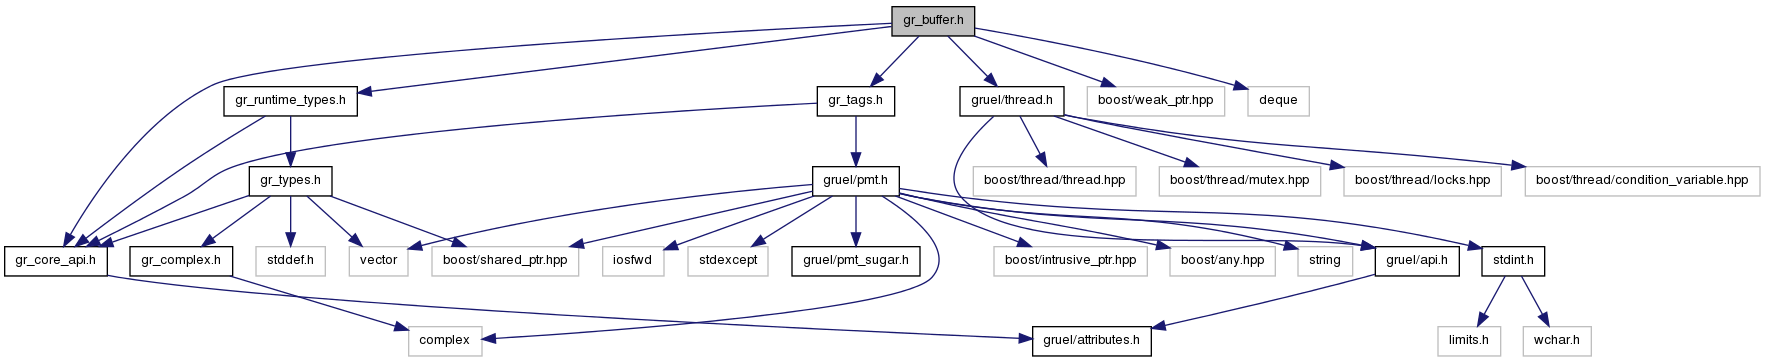 gr_buffer.h
gr_runtime_types.h
gr_tags.h
gruel/thread.h
boost/weak_ptr.hpp
deque
gr_types.h
gruel/pmt.h
boost/thread/thread.hpp
boost/thread/mutex.hpp
boost/thread/locks.hpp
boost/thread/condition_variable.hpp
gr_core_api.h
gr_complex.h
stddef.h
vector
boost/shared_ptr.hpp
iosfwd
stdexcept
gruel/pmt_sugar.h
boost/intrusive_ptr.hpp
boost/any.hpp
string
gruel/api.h
stdint.h
complex
gruel/attributes.h
limits.h
wchar.h